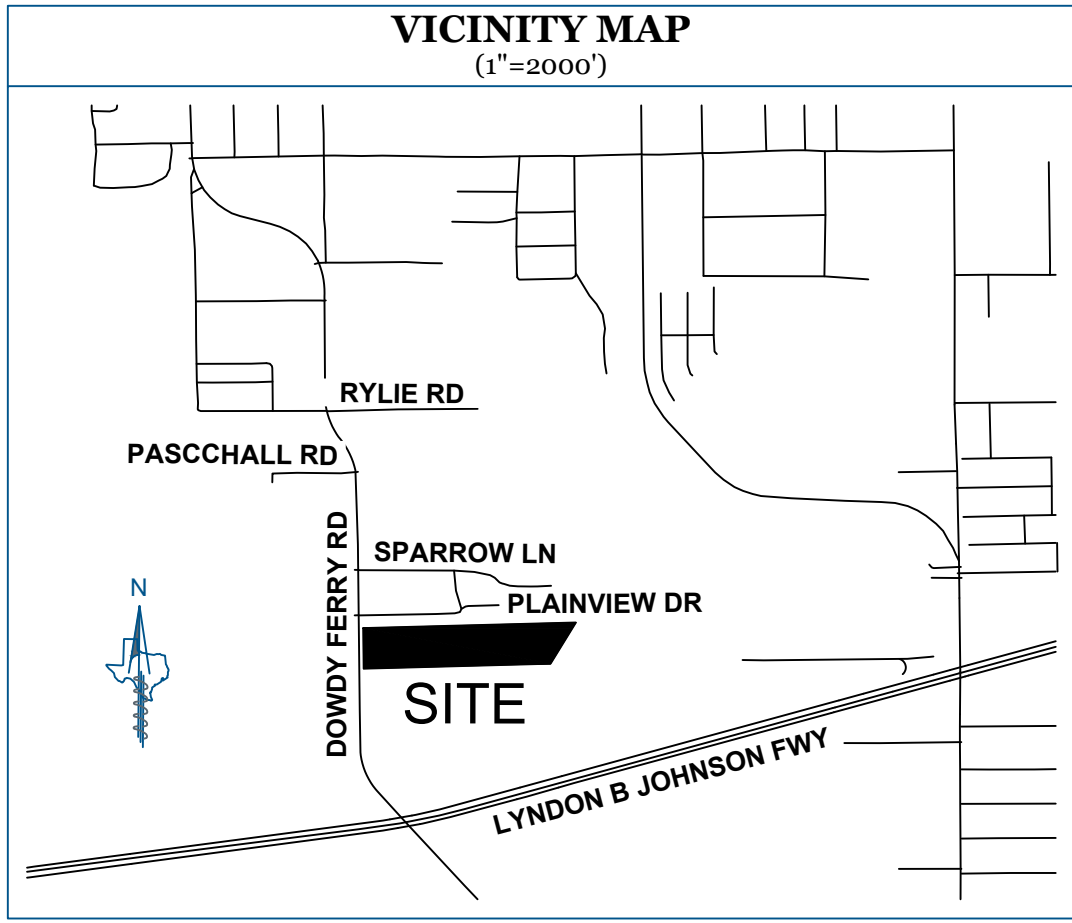 VICINITY MAP
(1"=2000')
RYLIE RD
PASCCHALL RD
DOWDY FERRY RD
SPARROW LN
N
PLAINVIEW DR
SITE
LYNDON B JOHNSON FWY